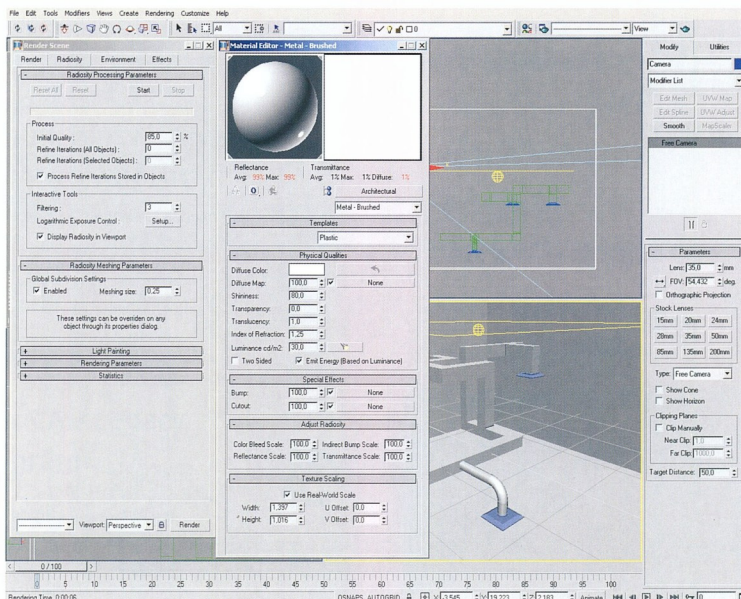 File Edit Tools Modifiers Views Create Rendering Customize Help
All
0
View
Render Scene
Render Radiosity Environment Effects
- Radiosity Processing Parameters
Reset All Reset Start Stop
Process
Initial Quality: 85,0 %
Refine Iterations (All Objects): 0
Refine Iterations (Selected Objects): 0
Process Refine Iterations Stored in Objects
Interactive Tools
Filtering: 3
Logarithmic Exposure Control: Setup...
Display Radiosity in Viewport
- Radiosity Meshing Parameters
Global Subdivision Settings
Enabled Meshing size: 0,25
These settings can be overriden on any
object through its properties dialog.
+ Light Painting
+ Rendering Parameters
+ Statistics
Viewport: Perspective Render
Material Editor - Metal - Brushed
Reflectance Transmittance
Avg: 99% Max: 99% Avg: 1% Max: 1% Diffuse: 1%
Architectural
Metal - Brushed
- Templates
Plastic
- Physical Qualities
Diffuse Color:
Diffuse Map: 100,0 None
Shininess: 80,0
Transparency: 0,0
Translucency: 1,0
Index of Refraction: 1,25
Luminance cd/m2: 30,0
Two Sided Emit Energy (Based on Luminance)
- Special Effects
Bump: 100,0 None
Cutout: 100,0 None
- Adjust Radiosity
Color Bleed Scale: 100,0 Indirect Bump Scale: 100,0
Reflectance Scale: 100,0 Transmittance Scale: 100,0
- Texture Scaling
Use Real-World Scale
Width: 1,397 U Offset: 0,0
Height: 1,016 V Offset: 0,0
Modify Utilities
Camera
Modifier List
Edit Mesh UVW Map
Edit Spline UVW Adjust
Smooth MapScaler
Free Camera
- Parameters
Lens: 35,0 mm
FOV: 54,432 deg.
Orthographic Projection
Stock Lenses
15mm 20mm 24mm
28mm 35mm 50mm
85mm 135mm 200mm
Type: Free Camera
Show Cone
Show Horizon
Clipping Planes
Clip Manually
Near Clip: 1,0
Far Clip: 1000,0
Target Distance: 50,0
0 / 100
0 5 10 15 20 25 30 35 40 45 50 55 60 65 70 75 80 85 90 95 100
Rendering Time 0:00:06 OSNAPS AUTOGRID X -3,545 Y 19,223 Z 2,183 Animate 0